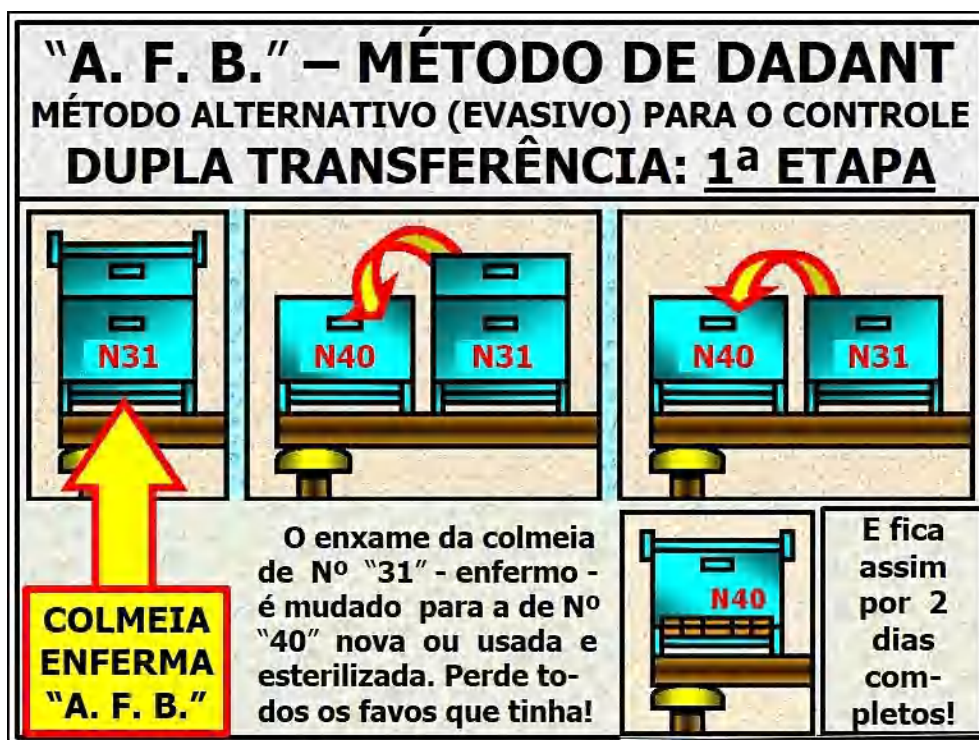 "A. F. B." – MÉTODO DE DADANT
MÉTODO ALTERNATIVO (EVASIVO) PARA O CONTROLE
DUPLA TRANSFERÊNCIA: 1ª ETAPA
N31
N40
N31
N40
N31
COLMEIA
ENFERMA
"A. F. B."
O enxame da colmeia
de Nº "31" - enfermo -
é mudado para a de Nº
"40" nova ou usada e
esterilizada. Perde to-
dos os favos que tinha!
N40
E fica
assim
por 2
dias
com-
pletos!